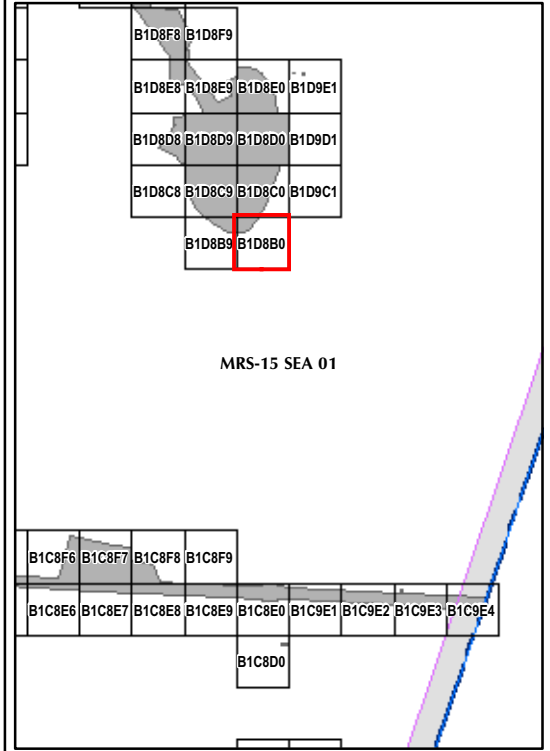 B1D8F8 B1D8F9
B1D8E8 B1D8E9 B1D8E0 B1D9E1
B1D8D8 B1D8D9 B1D8D0 B1D9D1
B1D8C8 B1D8C9 B1D8C0 B1D9C1
B1D8B9 B1D8B0
MRS-15 SEA 01
B1C8F6 B1C8F7 B1C8F8 B1C8F9
B1C8E6 B1C8E7 B1C8E8 B1C8E9 B1C8E0 B1C9E1 B1C9E2 B1C9E3 B1C9E4
B1C8D0